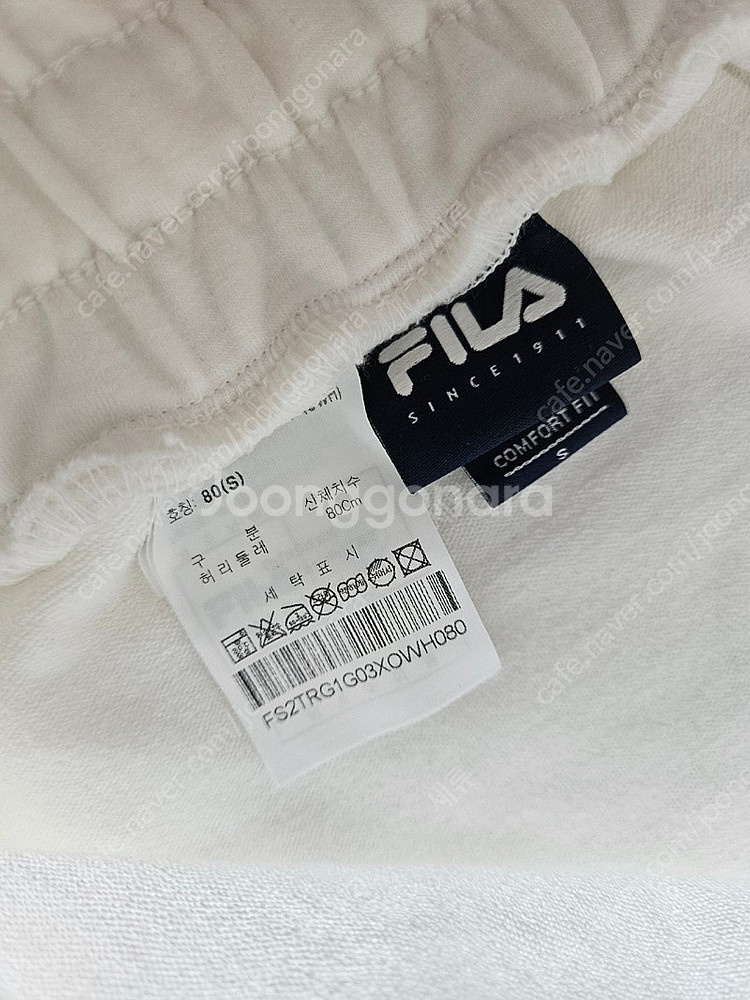 FILA
SINCE 1911
COMFORT FIT
S
호칭: 80(S)
신체치수
구 분
80Cm
허리둘레
세 탁 표 시
FS2TRG1G03XOWH080
joonggonara
cafe.naver.com/joonggonara